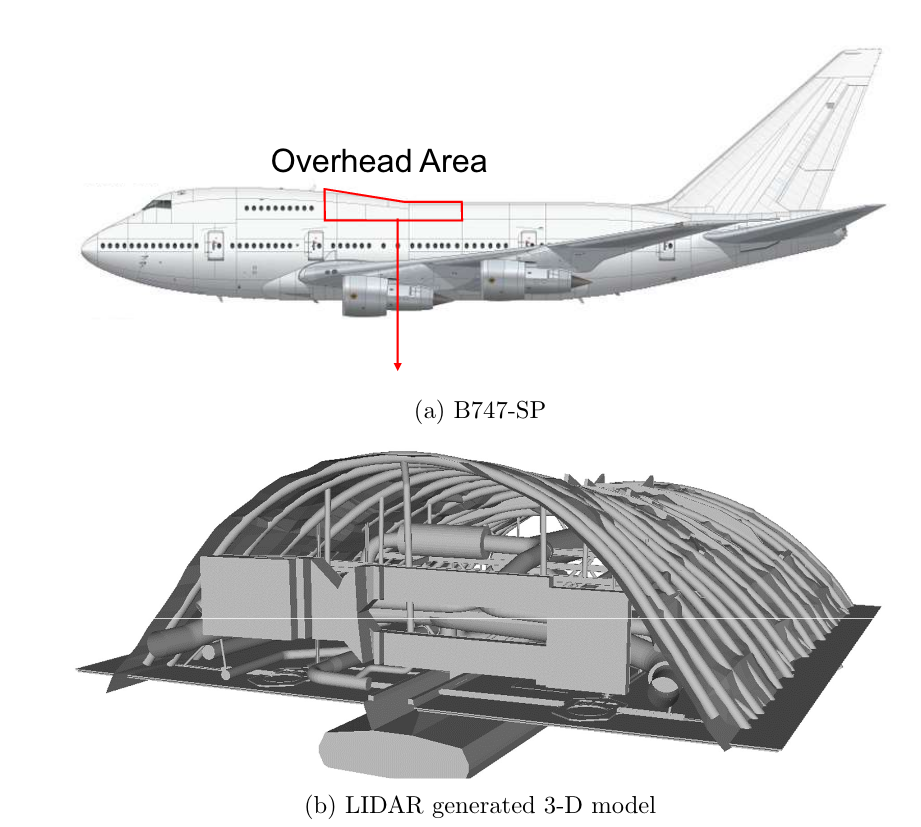 Overhead Area
(a) B747-SP
(b) LIDAR generated 3-D model